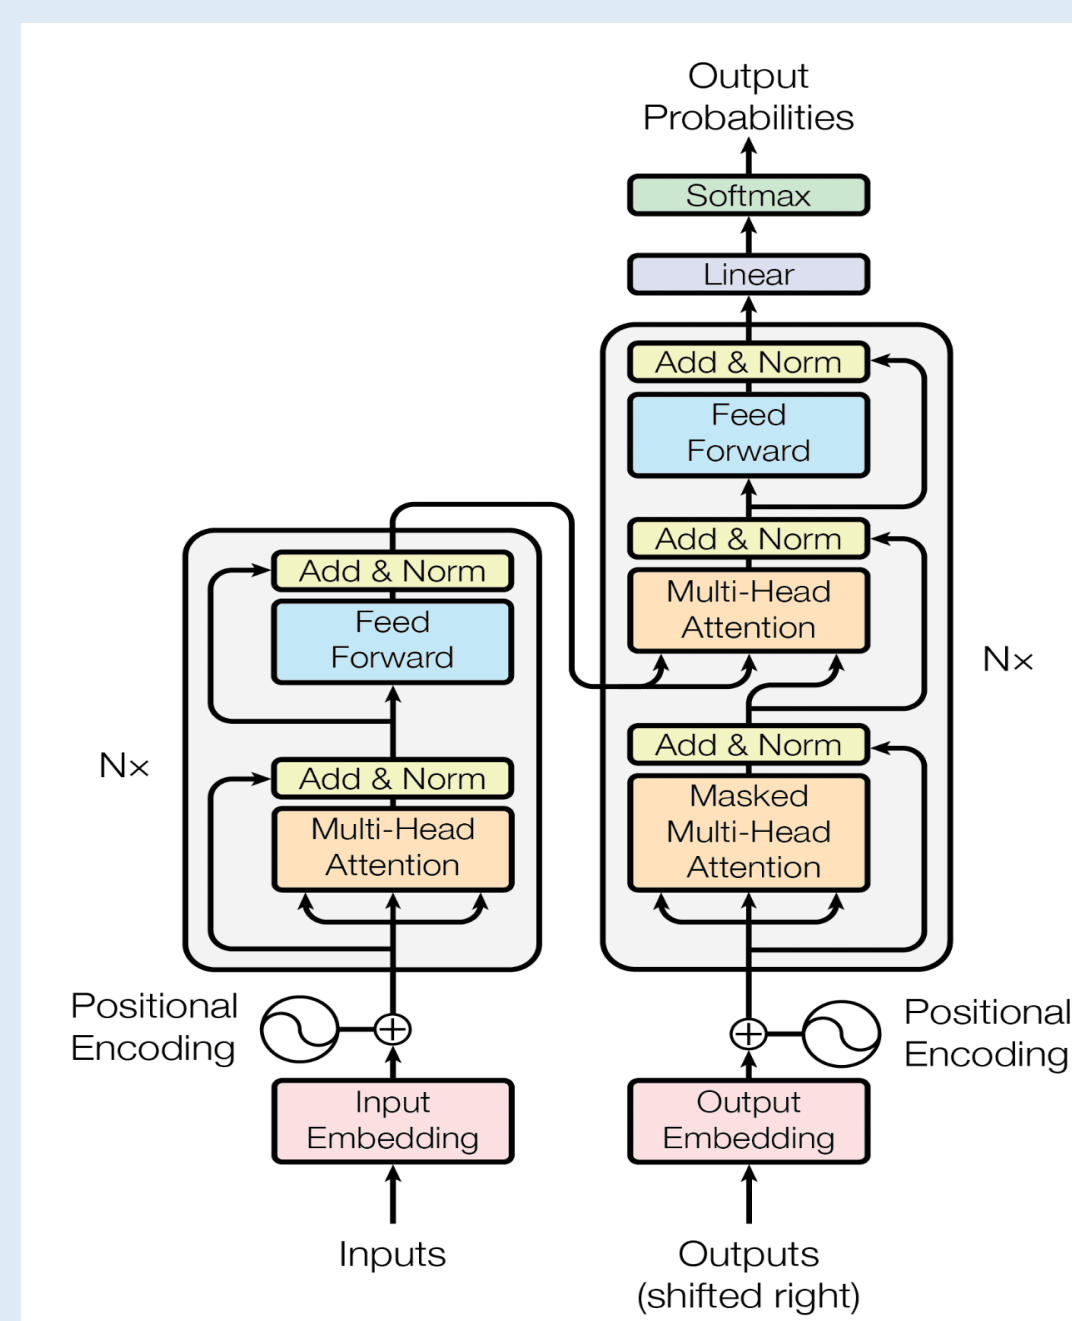 Output
Probabilities
Softmax
Linear
Add & Norm
Feed
Forward
Add & Norm
Multi-Head
Attention
Add & Norm
Masked
Multi-Head
Attention
Nx
Add & Norm
Feed
Forward
Add & Norm
Multi-Head
Attention
Nx
Positional
Encoding
Positional
Encoding
Input
Embedding
Output
Embedding
Inputs
Outputs
(shifted right)